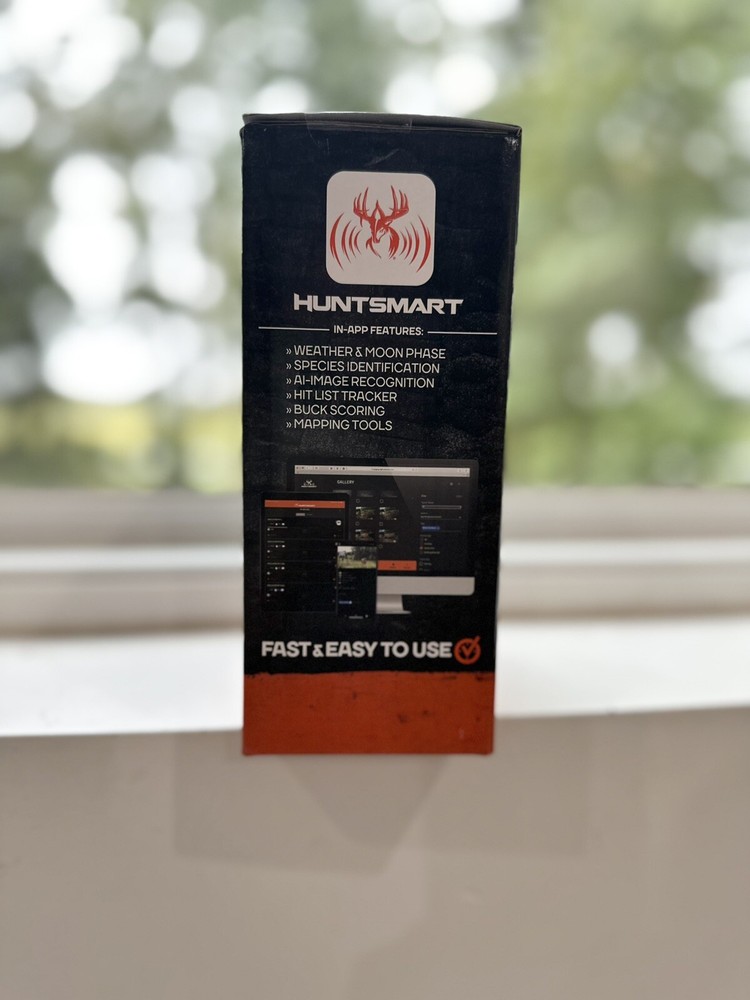 HUNTSMART
IN-APP FEATURES:
» WEATHER & MOON PHASE
» SPECIES IDENTIFICATION
» AI-IMAGE RECOGNITION
» HIT LIST TRACKER
» BUCK SCORING
» MAPPING TOOLS
GALLERY
FAST & EASY TO USE